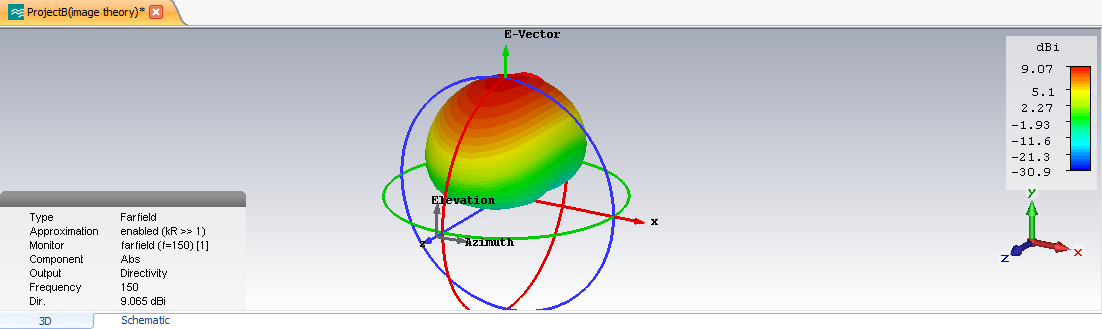 ProjectB(image theory)*
E-Vector
dBi
9.07
5.1
2.27
-1.93
-11.6
-21.3
-30.9
Elevation
Azimuth
x
z
y
x
z
Type Farfield
Approximation enabled (kR >> 1)
Monitor farfield (f=150) [1]
Component Abs
Output Directivity
Frequency 150
Dir. 9.065 dBi
3D Schematic